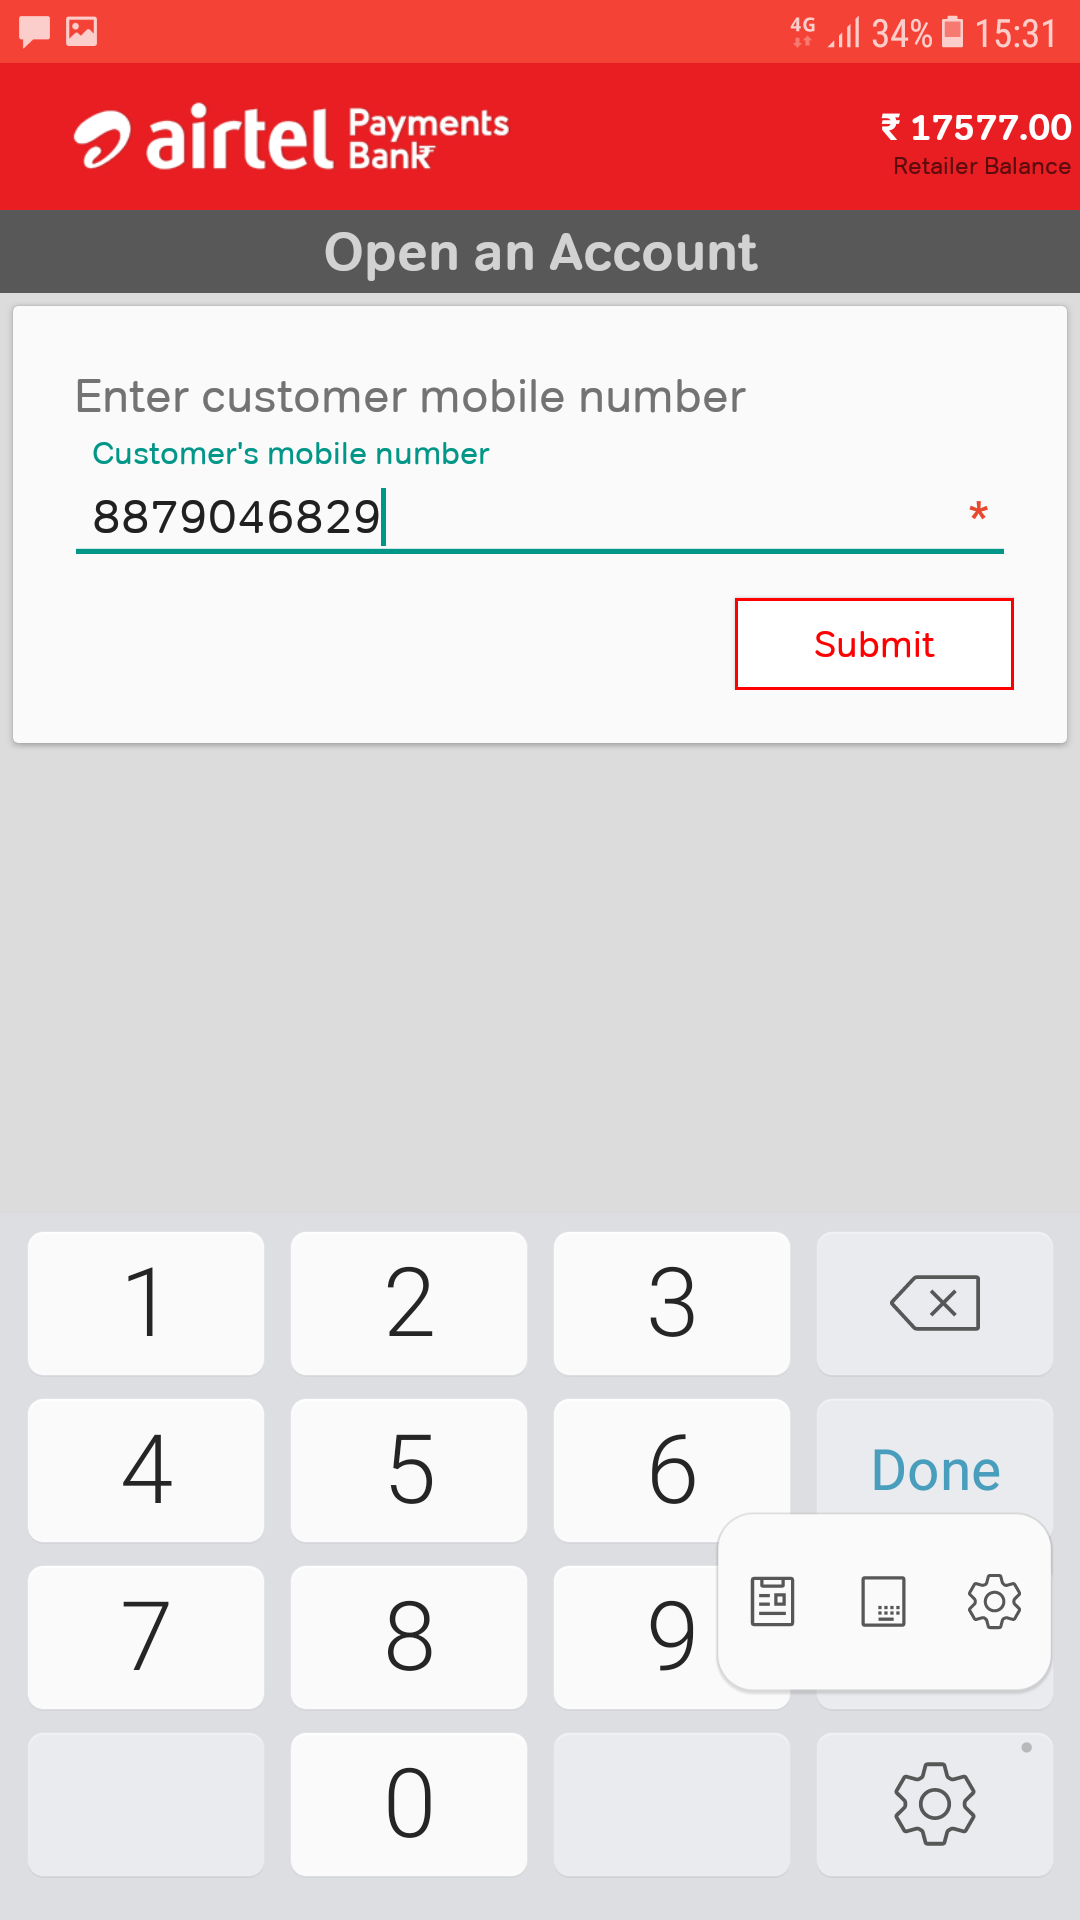 4G 34% 15:31
airtel Payments Bank
₹ 17577.00
Retailer Balance
Open an Account
Enter customer mobile number
Customer's mobile number
8879046829 *
Submit
1 2 3
4 5 6 Done
7 8 9
0